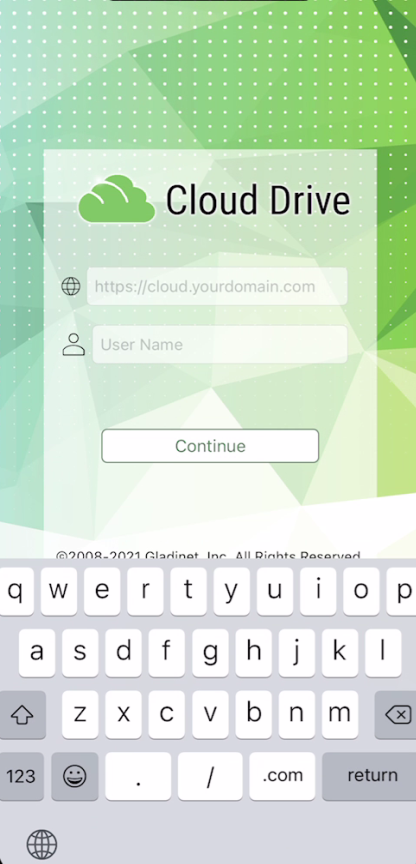 Cloud Drive
https://cloud.yourdomain.com
User Name
Continue
©2008-2021 Gladinet, Inc. All Rights Reserved
q w e r t y u i o p
a s d f g h j k l
z x c v b n m
123 . / .com return